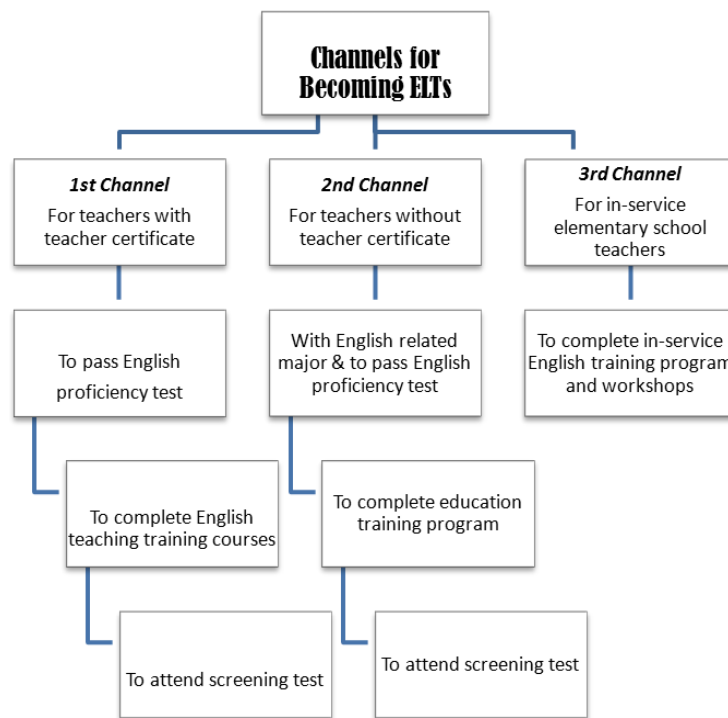 Channels for
Becoming ELTs
1st Channel
For teachers with
teacher certificate
2nd Channel
For teachers without
teacher certificate
3rd Channel
For in-service
elementary school
teachers
To pass English
proficiency test
With English related
major & to pass English
proficiency test
To complete in-service
English training program
and workshops
To complete English
teaching training courses
To complete education
training program
To attend screening test
To attend screening test